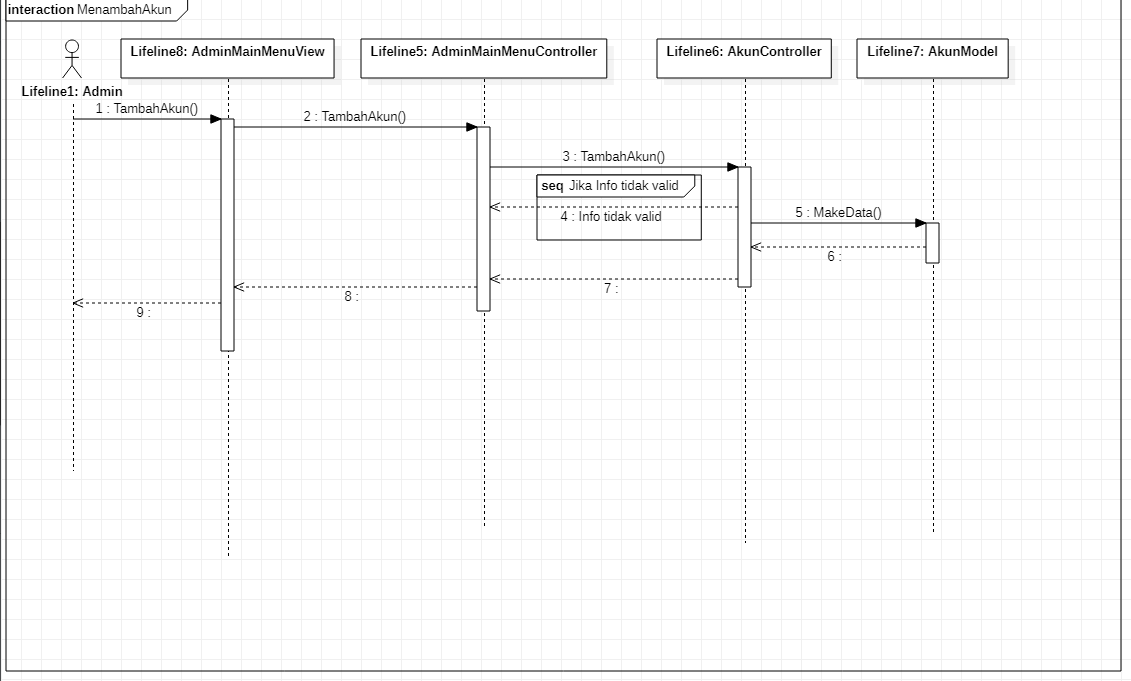 interaction MenambahAkun
Lifeline1: Admin
Lifeline8: AdminMainMenuView
Lifeline5: AdminMainMenuController
Lifeline6: AkunController
Lifeline7: AkunModel
1 : TambahAkun()
2 : TambahAkun()
3 : TambahAkun()
seq Jika Info tidak valid
4 : Info tidak valid
5 : MakeData()
6 :
7 :
8 :
9 :